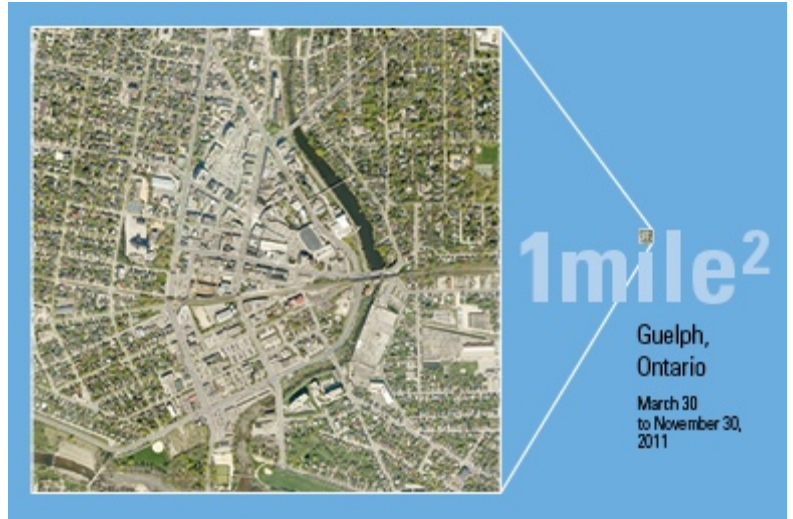 1mile²
Guelph,
Ontario
March 30
to November 30,
2011